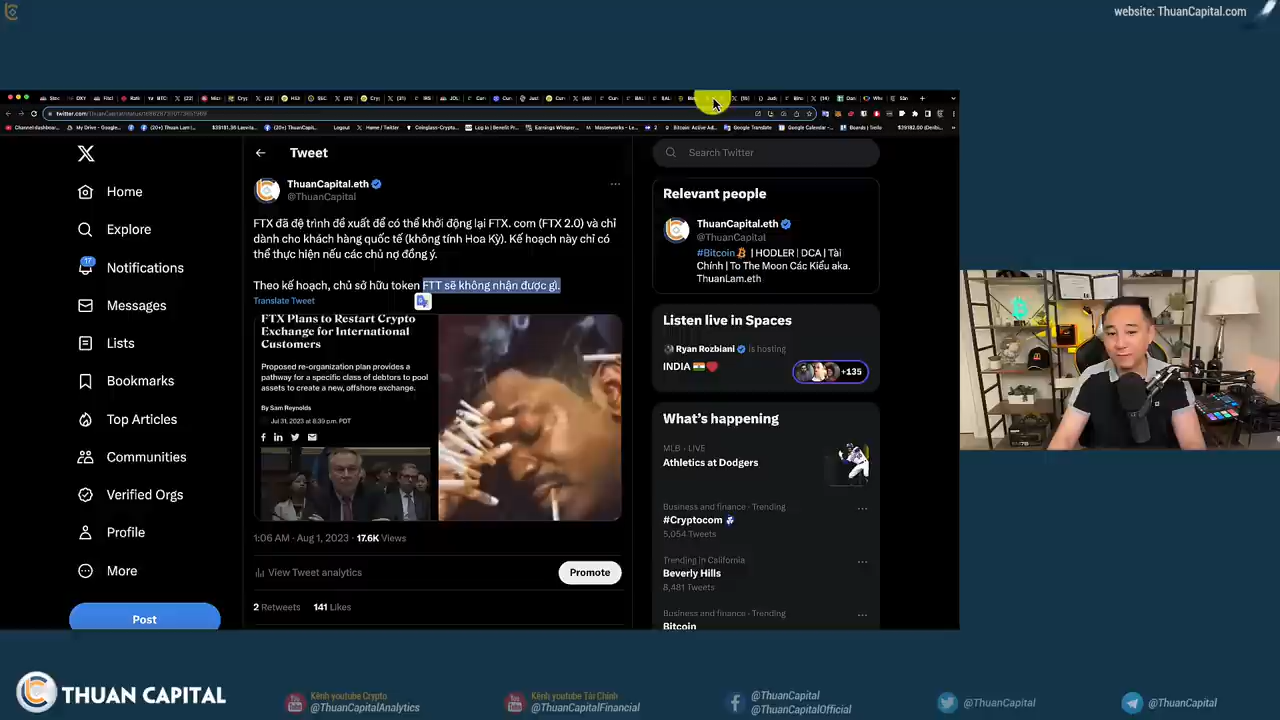 website: ThuanCapital.com
Home
Explore
17
Notifications
Messages
Lists
Bookmarks
Top Articles
Communities
Verified Orgs
Profile
More
Post
Tweet
ThuanCapital.eth
@ThuanCapital
FTX đã đệ trình đề xuất để có thể khởi động lại FTX. com (FTX 2.0) và chỉ
dành cho khách hàng quốc tế (không tính Hoa Kỳ). Kế hoạch này chỉ có
thể thực hiện nếu các chủ nợ đồng ý.
Theo kế hoạch, chủ sở hữu token FTT sẽ không nhận được gì.
Translate Tweet
FTX Plans to Restart Crypto
Exchange for International
Customers
Proposed re-organization plan provides a
pathway for a specific class of debtors to pool
assets to create a new, offshore exchange.
By Sam Reynolds
Jul 31, 2023 at 8:39 p.m. PDT
1:06 AM · Aug 1, 2023 · 17.6K Views
View Tweet analytics
Promote
2 Retweets 141 Likes
Search Twitter
Relevant people
ThuanCapital.eth
@ThuanCapital
#Bitcoin | HODLER | DCA | Tài
Chính | To The Moon Các Kiểu aka.
ThuanLam.eth
Listen live in Spaces
Ryan Rozbiani is hosting
INDIA
+135
What's happening
MLB · LIVE
Athletics at Dodgers
Business and finance · Trending
#Cryptocom
5,054 Tweets
Trending in California
Beverly Hills
8,481 Tweets
Business and finance · Trending
Bitcoin
THUAN CAPITAL
Kênh youtube Crypto
@ThuanCapitalAnalytics
Kênh youtube Tài Chính
@ThuanCapitalFinancial
@ThuanCapital
@ThuanCapitalOfficial
@ThuanCapital
@ThuanCapital